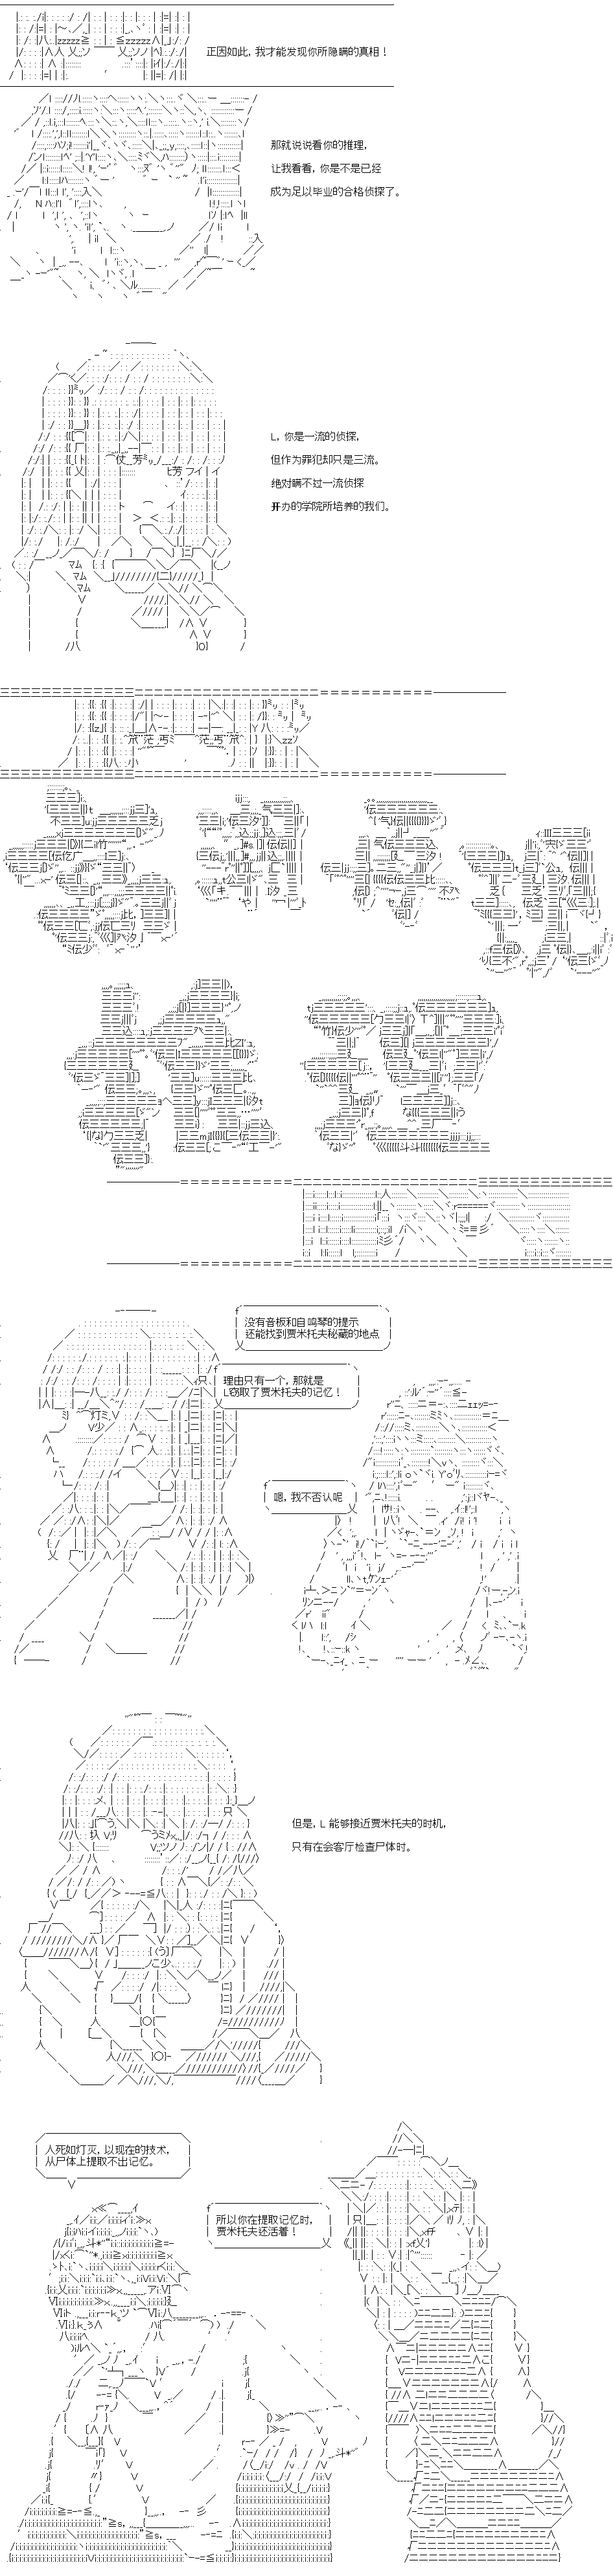 正因如此，我才能发现你所隐瞒的真相！
那就说说看你的推理，
让我看看，你是不是已经
成为足以毕业的合格侦探了。
L，你是一流的侦探，
但作为罪犯却只是三流。
绝对瞒不过一流侦探
开办的学院所培养的我们。
没有音板和自鸣琴的提示
还能找到贾米托夫秘藏的地点
理由只有一个，那就是
L窃取了贾米托夫的记忆！
嗯，我不否认呢
但是，L 能够接近贾米托夫的时机，
只有在会客厅检查尸体时。
人死如灯灭，以现在的技术，
从尸体上提取不出记忆。
所以你在提取记忆时，
贾米托夫还活着！